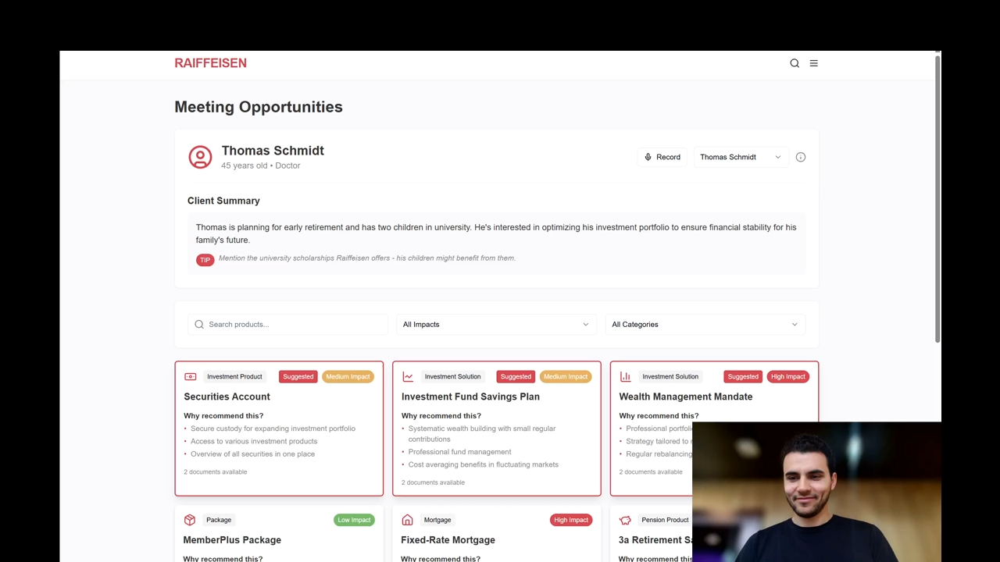 RAIFFEISEN
Meeting Opportunities
Thomas Schmidt
45 years old • Doctor
Record
Thomas Schmidt
Client Summary
Thomas is planning for early retirement and has two children in university. He's interested in optimizing his investment portfolio to ensure financial stability for his
family's future.
TIP Mention the university scholarships Raiffeisen offers - his children might benefit from them.
Search products...
All Impacts
All Categories
Investment Product Suggested Medium Impact
Securities Account
Why recommend this?
• Secure custody for expanding investment portfolio
• Access to various investment products
• Overview of all securities in one place
2 documents available
Investment Solution Suggested Medium Impact
Investment Fund Savings Plan
Why recommend this?
• Systematic wealth building with small regular
contributions
• Professional fund management
• Cost averaging benefits in fluctuating markets
2 documents available
Investment Solution Suggested High Impact
Wealth Management Mandate
Why recommend this?
• Professional
• Strategy tailored to
• Regular rebalancing
2 documents available
Package Low Impact
MemberPlus Package
Why recommend this?
Mortgage High Impact
Fixed-Rate Mortgage
Why recommend this?
Pension Product
3a Retirement
Why recommend this?